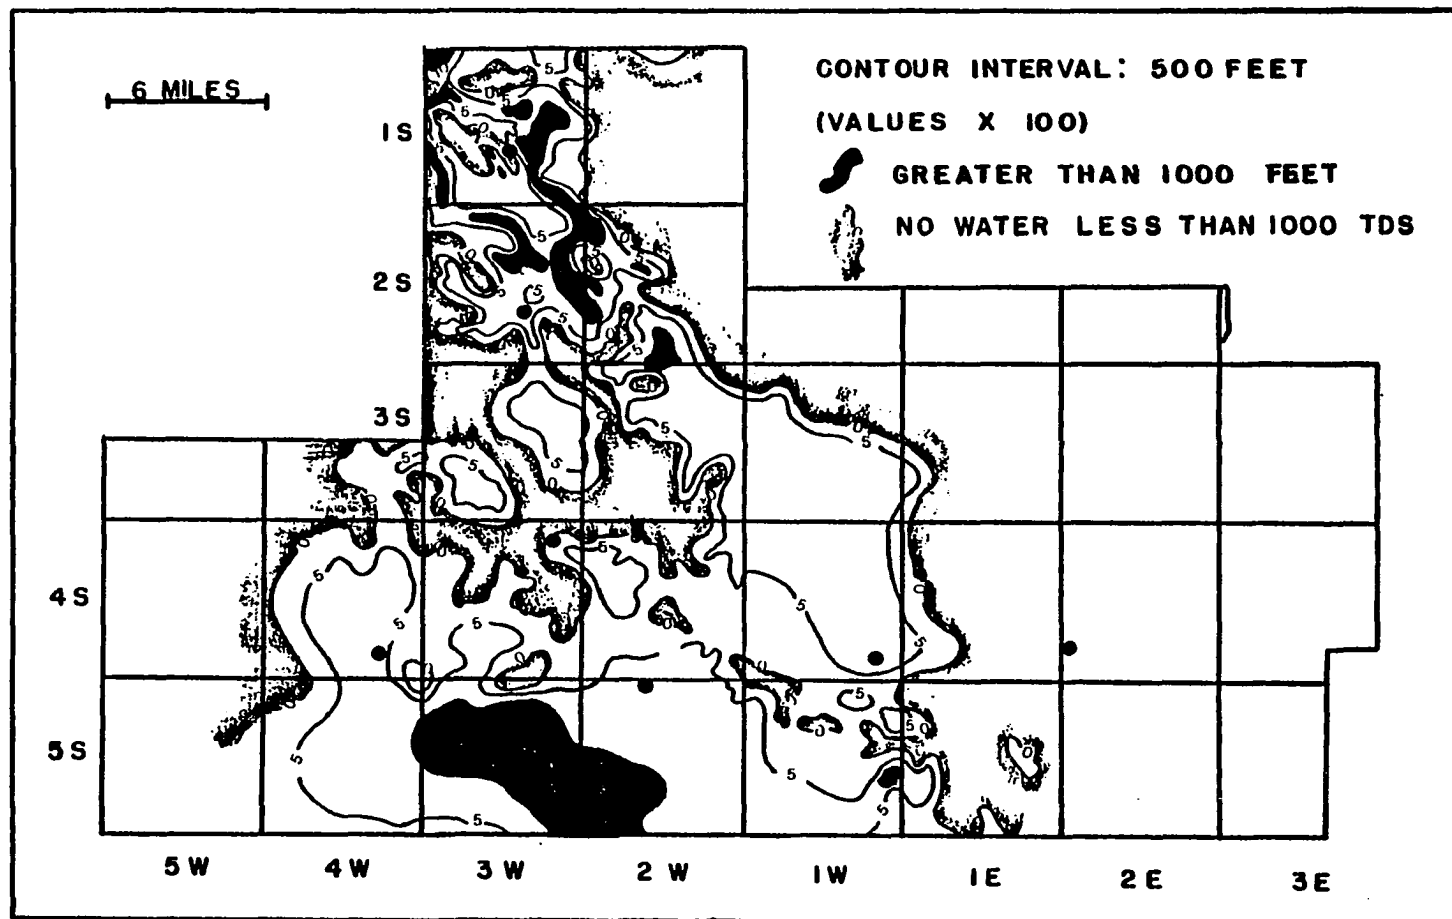 6 MILES
CONTOUR INTERVAL: 500 FEET
(VALUES X 100)
GREATER THAN 1000 FEET
NO WATER LESS THAN 1000 TDS
1S
2S
3S
4S
5S
5W 4W 3W 2W 1W 1E 2E 3E